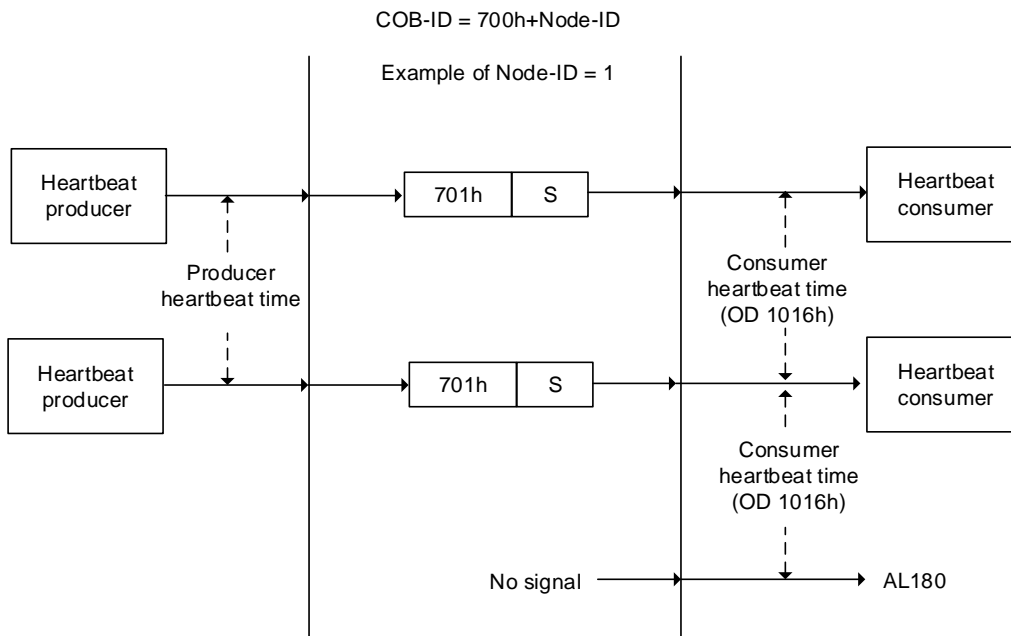 COB-ID = 700h+Node-ID
Example of Node-ID = 1
Heartbeat
producer
701h
S
Heartbeat
consumer
Producer
heartbeat time
Consumer
heartbeat time
(OD 1016h)
Heartbeat
producer
701h
S
Heartbeat
consumer
Consumer
heartbeat time
(OD 1016h)
No signal
AL180